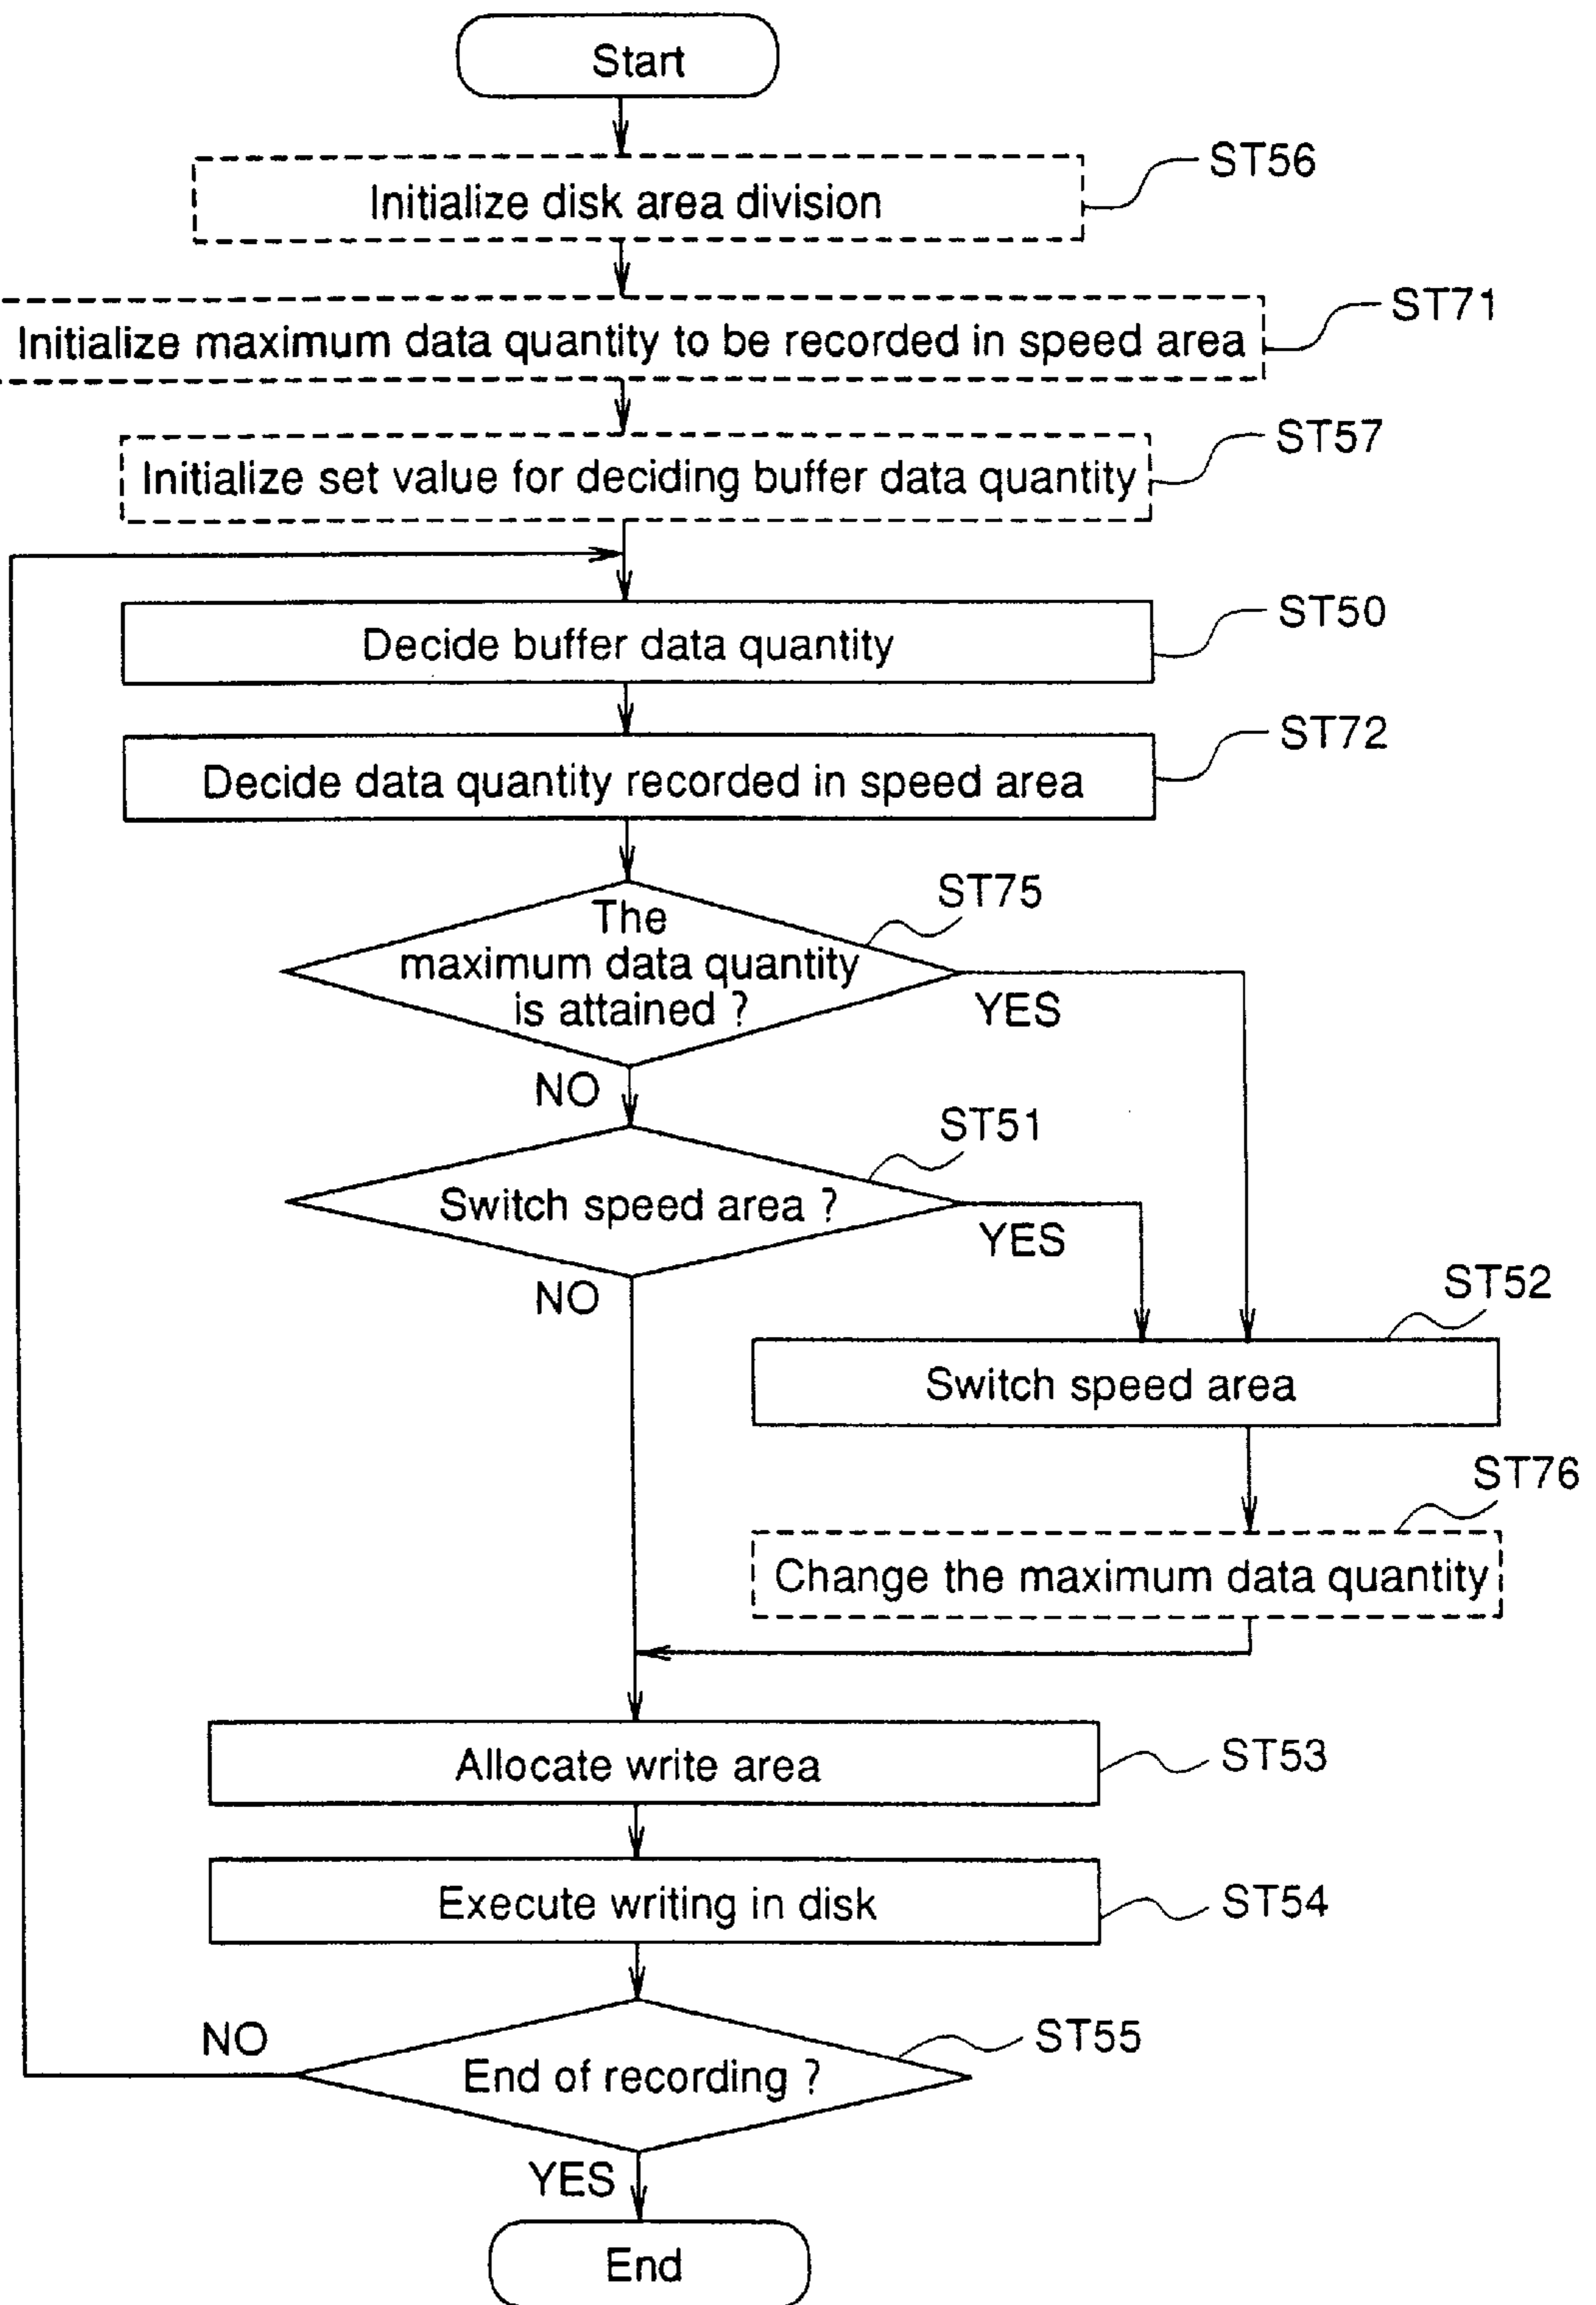 Start
Initialize disk area division
ST56
Initialize maximum data quantity to be recorded in speed area
ST71
Initialize set value for deciding buffer data quantity
ST57
Decide buffer data quantity
ST50
Decide data quantity recorded in speed area
ST72
The
maximum data quantity
is attained ?
ST75
YES
NO
Switch speed area ?
ST51
YES
NO
Switch speed area
ST52
Change the maximum data quantity
ST76
Allocate write area
ST53
Execute writing in disk
ST54
End of recording ?
ST55
NO
YES
End